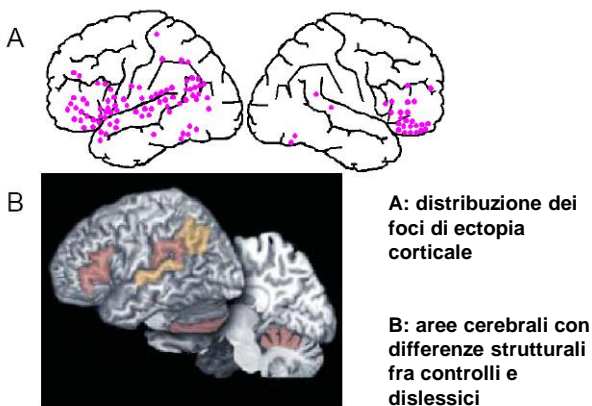 A
B
A: distribuzione dei
foci di ectopia
corticale
B: aree cerebrali con
differenze strutturali
fra controlli e
dislessici